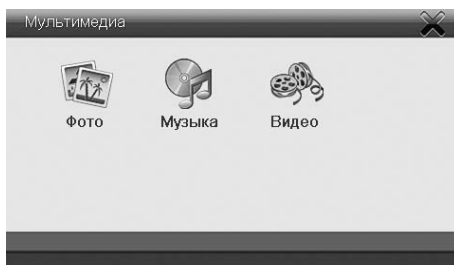 Мультимедиа
Фото Музыка Видео